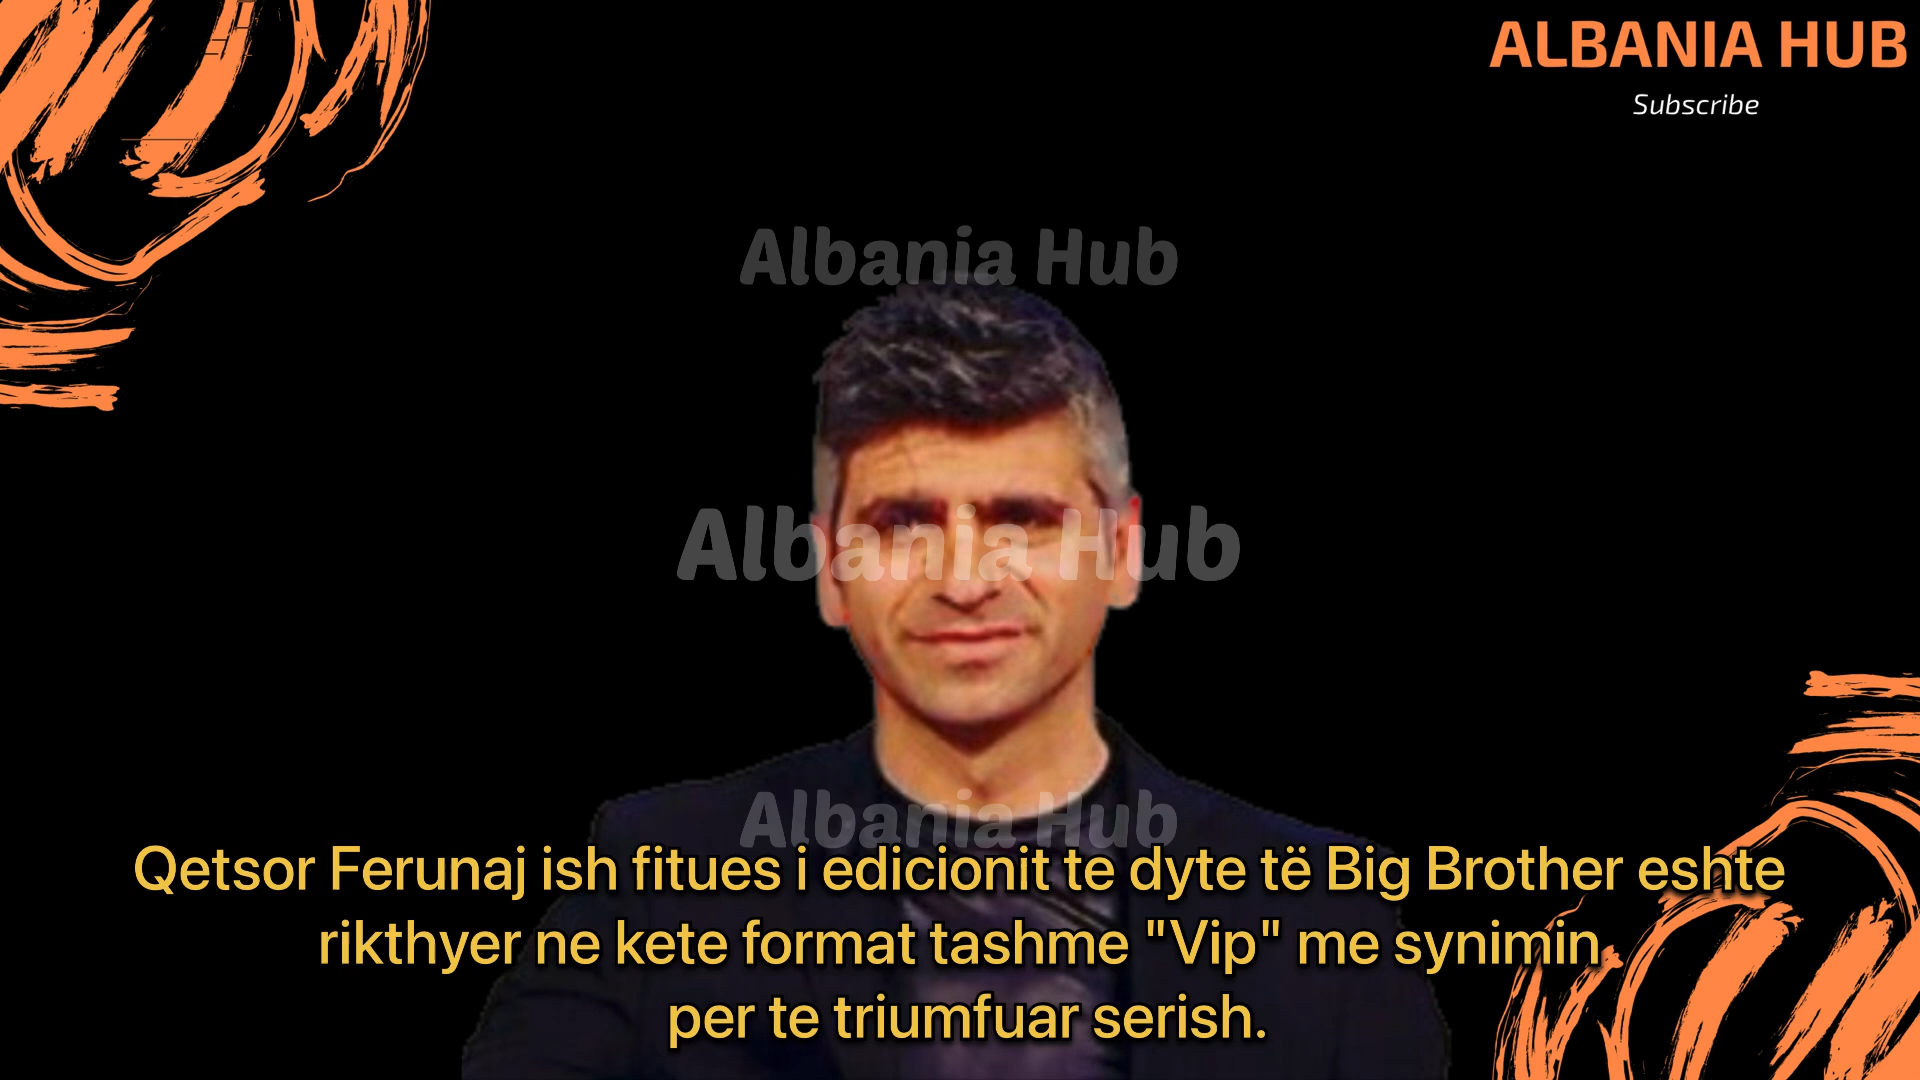 ALBANIA HUB
Subscribe
Albania Hub
Albania Hub
Albania Hub
Qetsor Ferunaj ish fitues i edicionit te dyte të Big Brother eshte
rikthyer ne kete format tashme "Vip" me synimin
per te triumfuar serish.